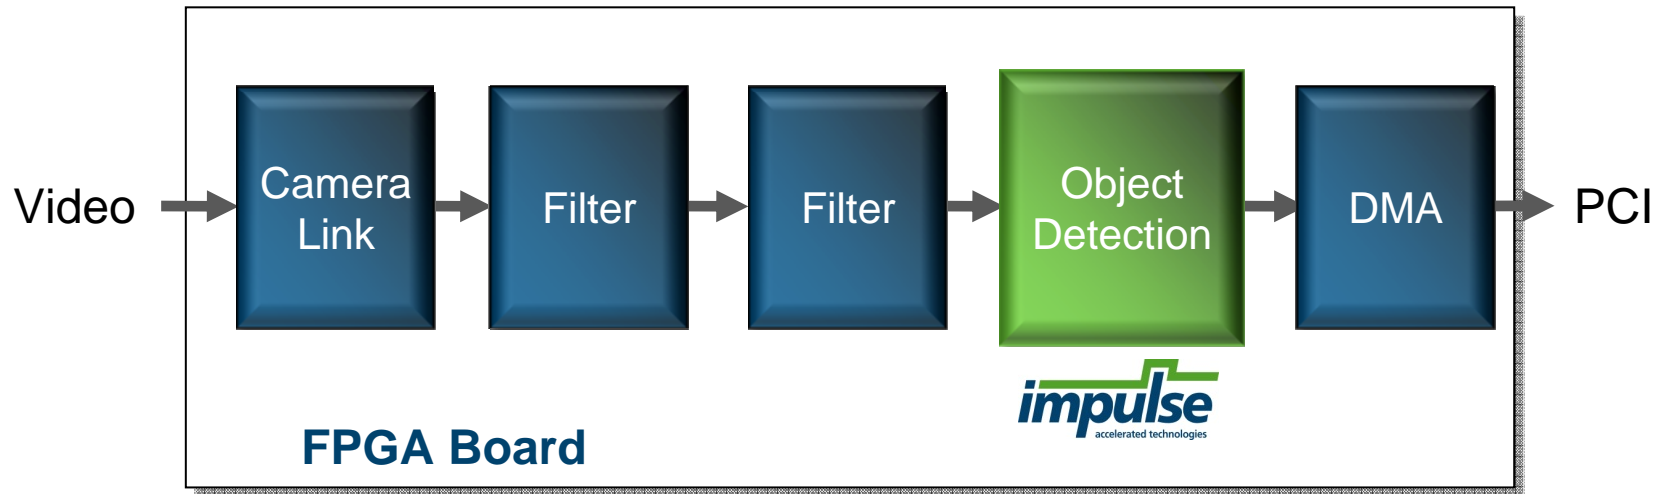 Video
Camera
Link
Filter
Filter
Object
Detection
DMA
PCI
impulse
accelerated technologies
FPGA Board